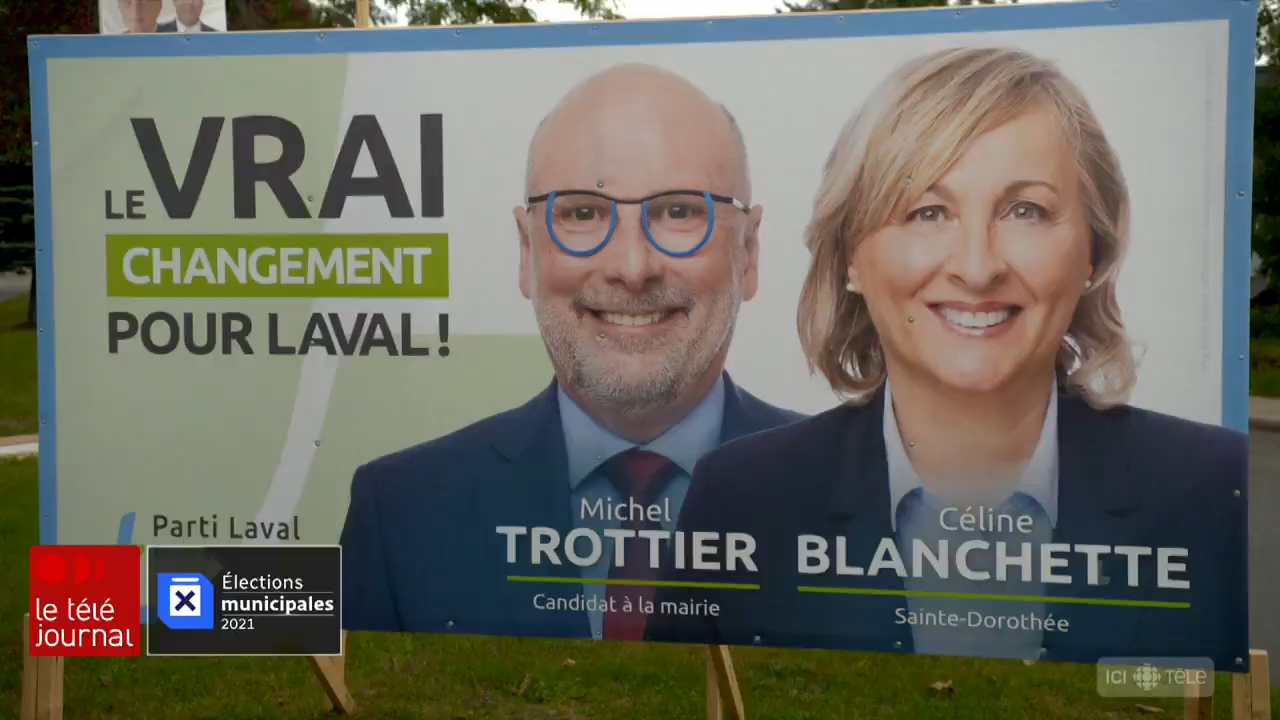 LE VRAI
CHANGEMENT
POUR LAVAL!
Parti Laval
Michel
TROTTIER
Candidat à la mairie
Céline
BLANCHETTE
Sainte-Dorothée
le télé
journal
Élections
municipales
2021
ICI TÉLÉ